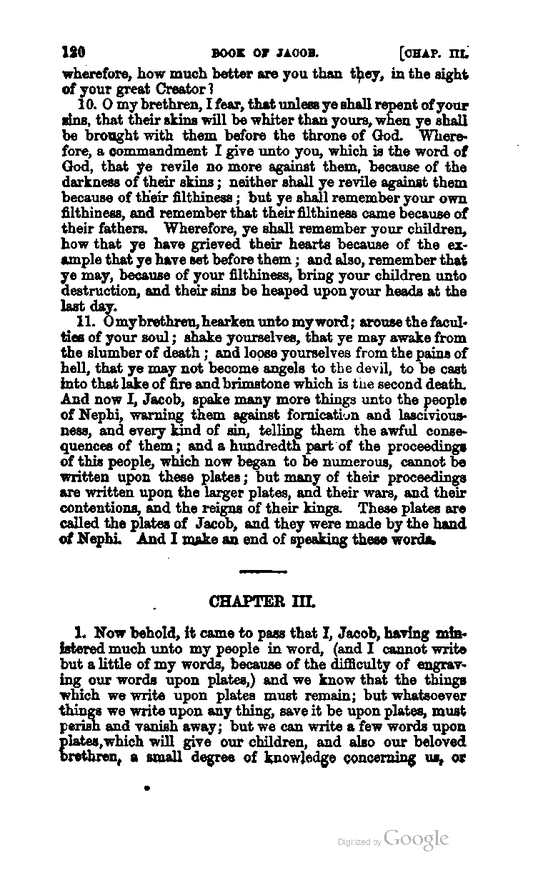 120 BOOK OF JACOB. [CHAP. III.
wherefore, how much better are you than they, in the sight
of your great Creator?
10. O my brethren, I fear, that unless ye shall repent of your
sins, that their skins will be whiter than yours, when ye shall
be brought with them before the throne of God. Where-
fore, a commandment I give unto you, which is the word of
God, that ye revile no more against them, because of the
darkness of their skins; neither shall ye revile against them
because of their filthiness; but ye shall remember your own
filthiness, and remember that their filthiness came because of
their fathers. Wherefore, ye shall remember your children,
how that ye have grieved their hearts because of the ex-
ample that ye have set before them; and also, remember that
ye may, because of your filthiness, bring your children unto
destruction, and their sins be heaped upon your heads at the
last day.
11. O my brethren, hearken unto my word; arouse the facul-
ties of your soul; shake yourselves, that ye may awake from
the slumber of death; and loose yourselves from the pains of
hell, that ye may not become angels to the devil, to be cast
into that lake of fire and brimstone which is the second death.
And now I, Jacob, spake many more things unto the people
of Nephi, warning them against fornication and lascivious-
ness, and every kind of sin, telling them the awful conse-
quences of them; and a hundredth part of the proceedings
of this people, which now began to be numerous, cannot be
written upon these plates; but many of their proceedings
are written upon the larger plates, and their wars, and their
contentions, and the reigns of their kings. These plates are
called the plates of Jacob, and they were made by the hand
of Nephi. And I make an end of speaking these words.
CHAPTER III.
1. Now behold, it came to pass that I, Jacob, having min-
istered much unto my people in word, (and I cannot write
but a little of my words, because of the difficulty of engrav-
ing our words upon plates,) and we know that the things
which we write upon plates must remain; but whatsoever
things we write upon any thing, save it be upon plates, must
perish and vanish away; but we can write a few words upon
plates, which will give our children, and also our beloved
brethren, a small degree of knowledge concerning us, or
Digitized by Google